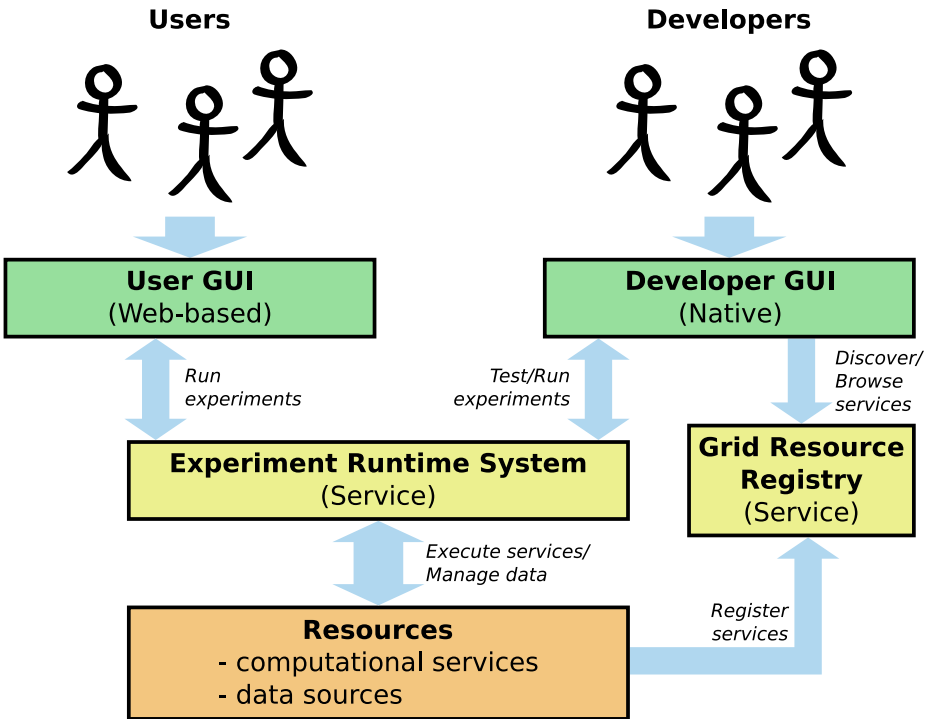 Users
Developers
User GUI
(Web-based)
Developer GUI
(Native)
Run
experiments
Test/Run
experiments
Discover/
Browse
services
Experiment Runtime System
(Service)
Grid Resource
Registry
(Service)
Execute services/
Manage data
Register
services
Resources
- computational services
- data sources